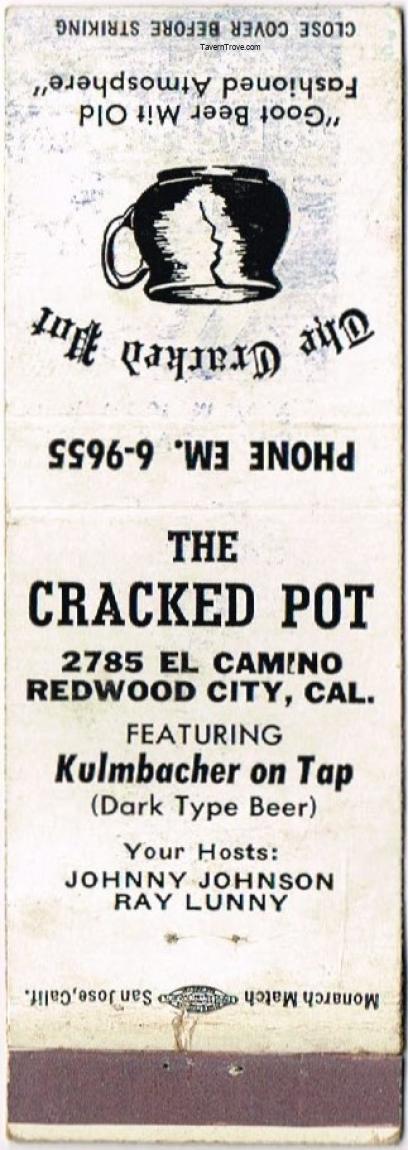 CLOSE COVER BEFORE STRIKING
TavernTrove.com
"Goot Beer Mit Old
Fashioned Atmosphere"
The Cracked Pot
PHONE EM. 6-9655
THE
CRACKED POT
2785 EL CAMINO
REDWOOD CITY, CAL.
FEATURING
Kulmbacher on Tap
(Dark Type Beer)
Your Hosts:
JOHNNY JOHNSON
RAY LUNNY
Monarch Match San Jose, Calif.